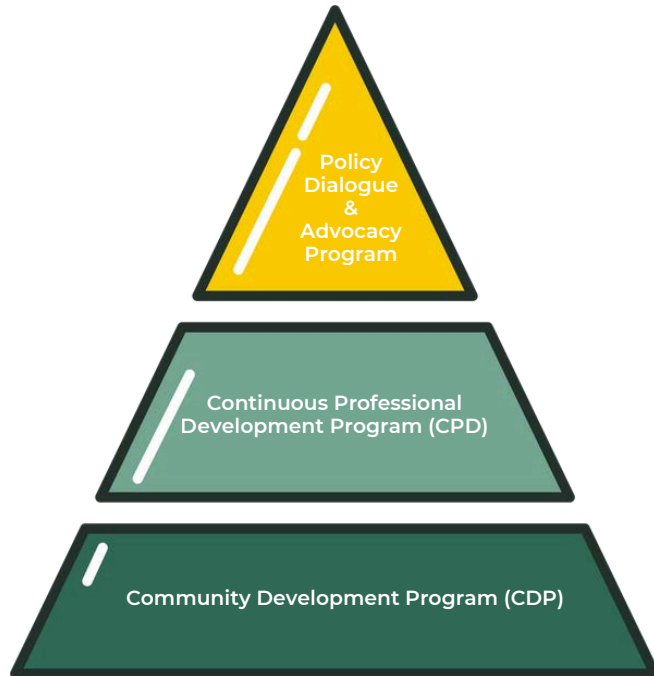 Policy
Dialogue
&
Advocacy
Program
Continuous Professional
Development Program (CPD)
Community Development Program (CDP)